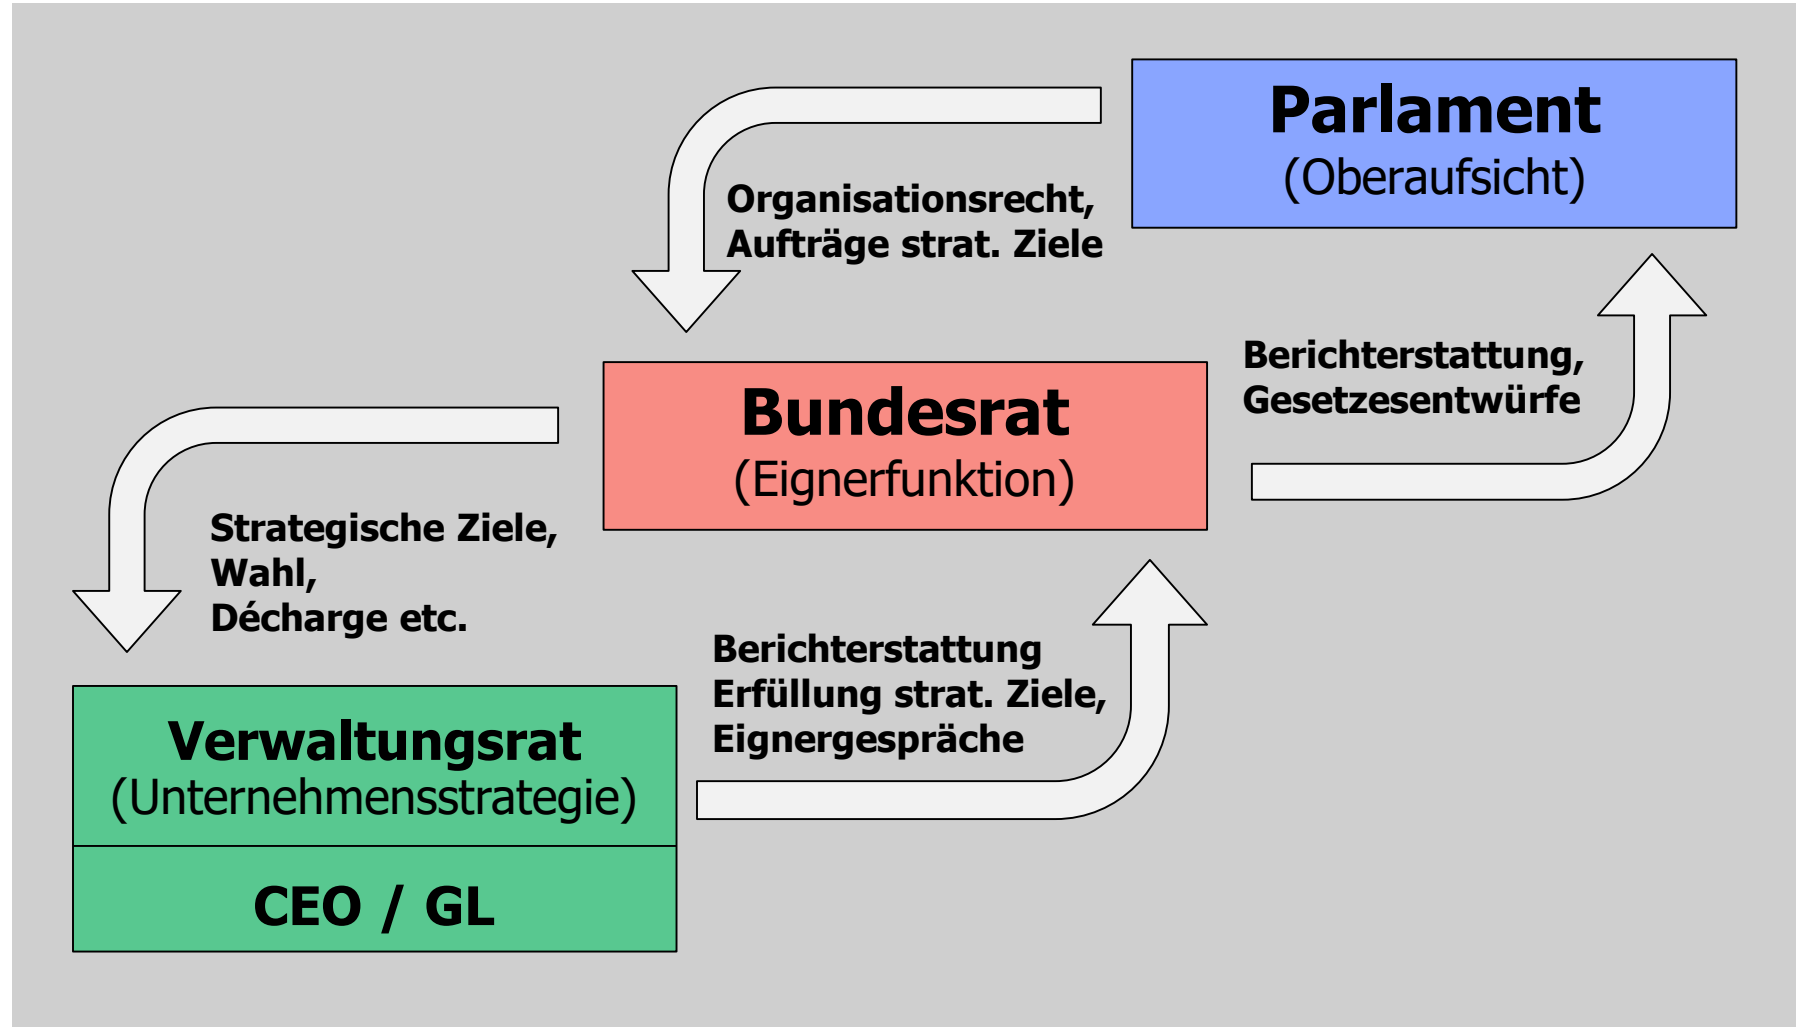 Parlament
(Oberaufsicht)
Organisationsrecht,
Aufträge strat. Ziele
Berichterstattung,
Gesetzesentwürfe
Bundesrat
(Eignerfunktion)
Strategische Ziele,
Wahl,
Décharge etc.
Berichterstattung
Erfüllung strat. Ziele,
Eignergespräche
Verwaltungsrat
(Unternehmensstrategie)
CEO / GL